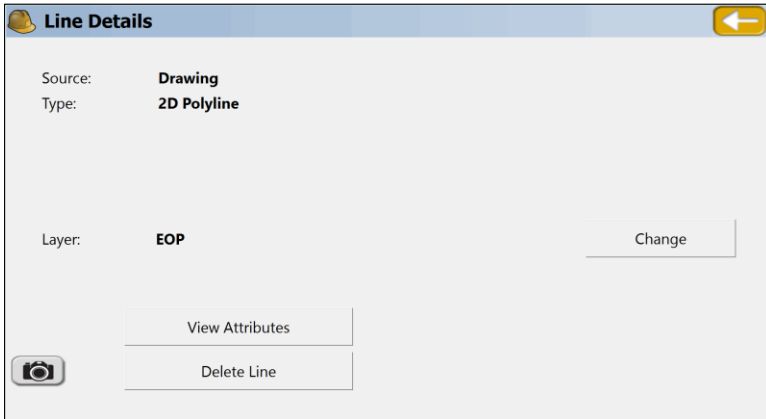 Line Details
Source: Drawing
Type: 2D Polyline
Layer: EOP Change
View Attributes
Delete Line